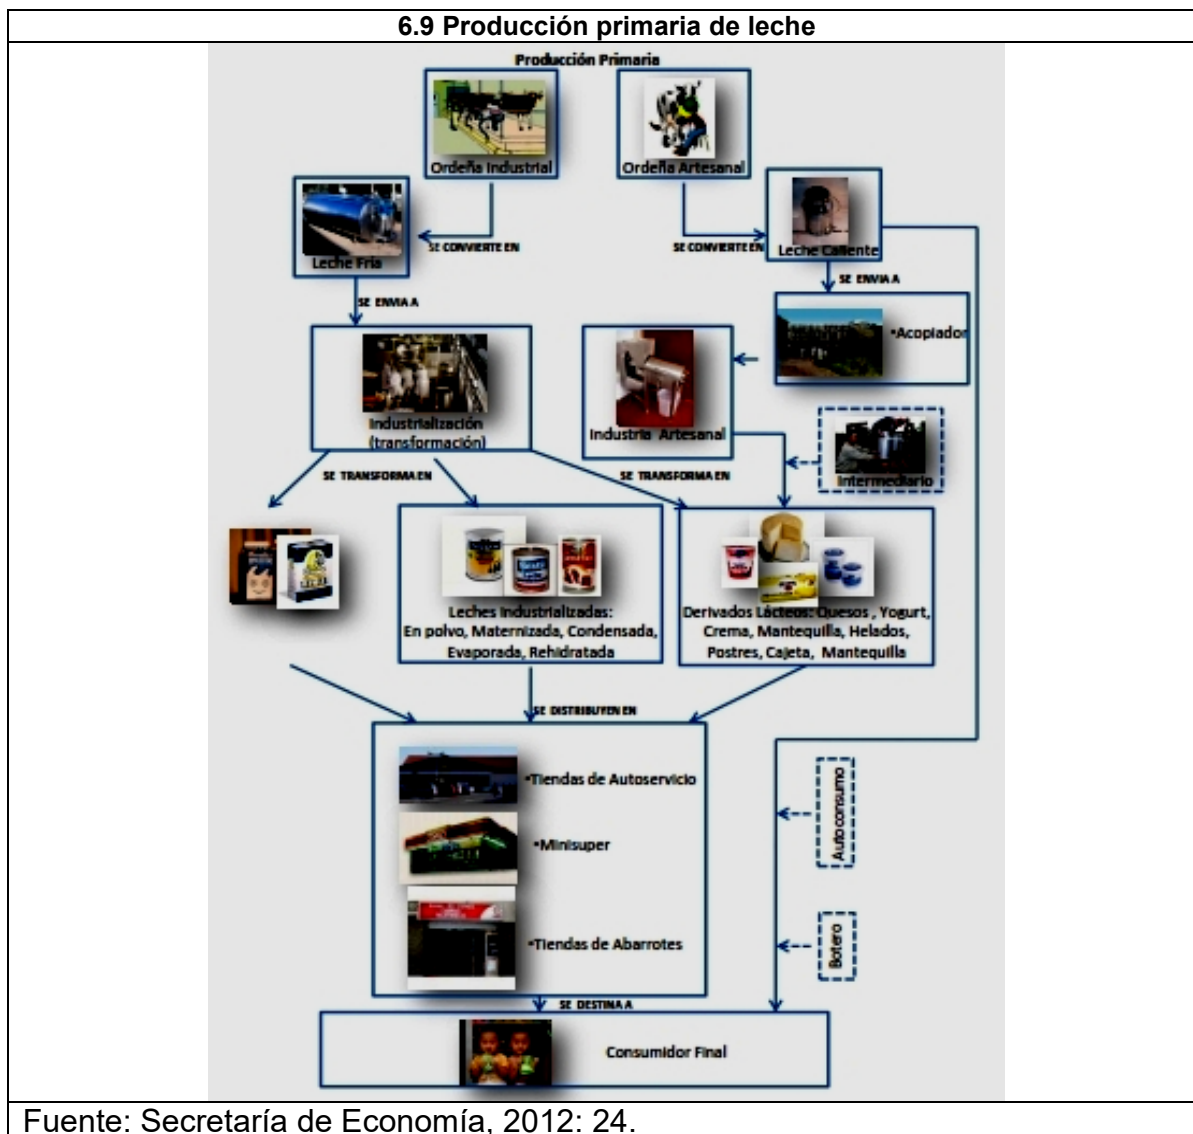 6.9 Producción primaria de leche
Producción Primaria
Ordeña Industrial
Ordeña Artesanal
Leche Fria
SE CONVIERTE EN
SE CONVIERTE EN
Leche Caliente
SE ENVIA A
SE ENVIA A
•Acopiador
Industrialización
(transformación)
Industria Artesanal
Intermediario
SE TRANSFORMA EN
SE TRANSFORMA EN
Leches Industrializadas:
En polvo, Maternizada, Condensada,
Evaporada, Rehidratada
Derivados Lácteos: Quesos , Yogurt,
Crema, Mantequilla, Helados,
Postres, Cajeta, Mantequilla
SE DISTRIBUYEN EN
•Tiendas de Autoservicio
•Minisuper
•Tiendas de Abarrotes
Autoconsumo
Botero
SE DESTINA A
Consumidor Final
Fuente: Secretaría de Economía, 2012: 24.